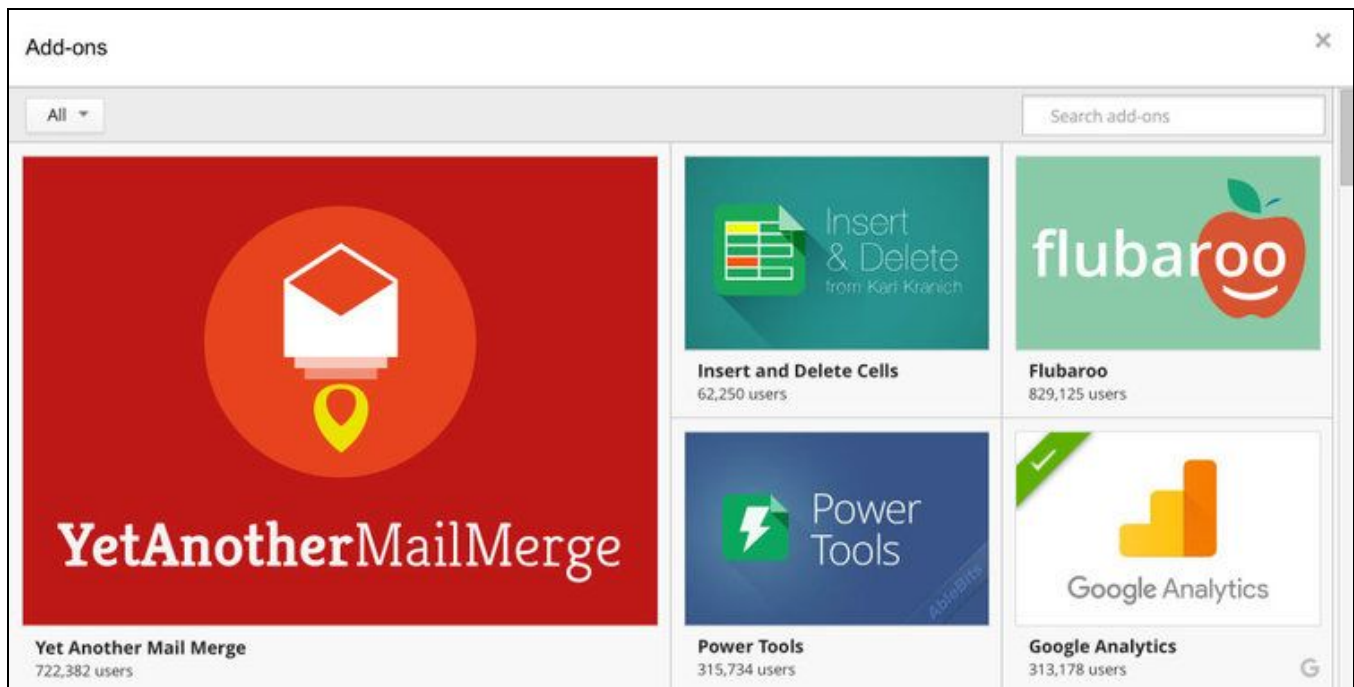 Add-ons
×
All
Search add-ons
YetAnotherMailMerge
Yet Another Mail Merge
722,382 users
Insert
& Delete
from Kari Kranich
Insert and Delete Cells
62,250 users
flubaroo
Flubaroo
829,125 users
Power
Tools
AbleBits
Power Tools
315,734 users
Google Analytics
Google Analytics
313,178 users
G